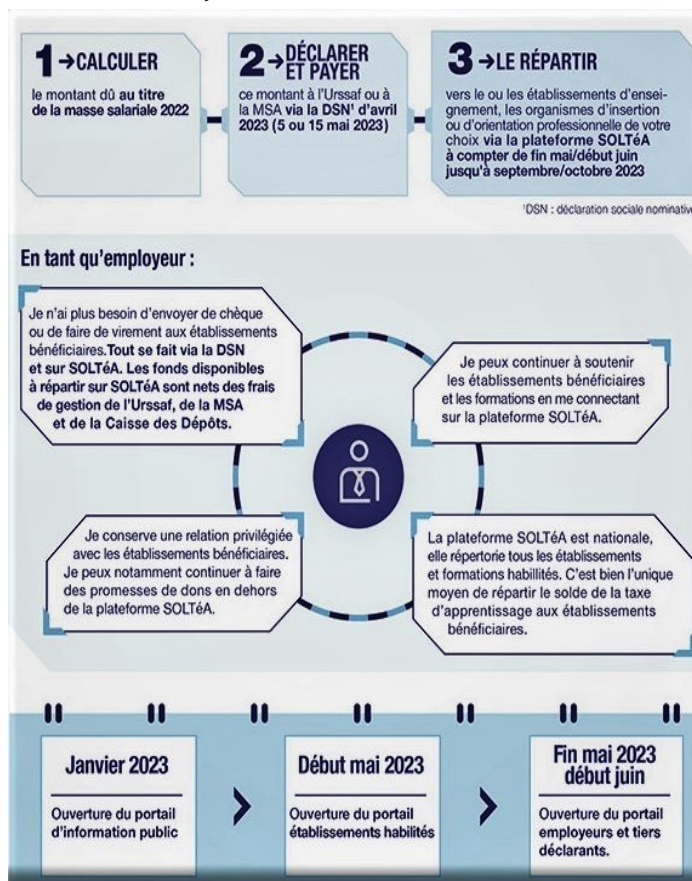 1→CALCULER
le montant dû au titre
de la masse salariale 2022
2→DÉCLARER
ET PAYER
ce montant à l'Urssaf ou à
la MSA via la DSN¹ d'avril
2023 (5 ou 15 mai 2023)
3→LE RÉPARTIR
vers le ou les établissements d'ensei-
gnement, les organismes d'insertion
ou d'orientation professionnelle de votre
choix via la plateforme SOLTéA
à compter de fin mai/début juin
jusqu'à septembre/octobre 2023
¹DSN : déclaration sociale nominative
En tant qu'employeur :
Je n'ai plus besoin d'envoyer de chèque
ou de faire de virement aux établissements
bénéficiaires.Tout se fait via la DSN
et sur SOLTéA. Les fonds disponibles
à répartir sur SOLTéA sont nets des frais
de gestion de l'Urssaf, de la MSA
et de la Caisse des Dépôts.
Je peux continuer à soutenir
les établissements bénéficiaires
et les formations en me connectant
sur la plateforme SOLTéA.
Je conserve une relation privilégiée
avec les établissements bénéficiaires.
Je peux notamment continuer à faire
des promesses de dons en dehors
de la plateforme SOLTéA.
La plateforme SOLTéA est nationale,
elle répertorie tous les établissements
et formations habillités. C'est bien l'unique
moyen de répartir le solde de la taxe
d'apprentissage aux établissements
bénéficiaires.
Janvier 2023
Ouverture du portail
d'information public
Début mai 2023
Ouverture du portail
établissements habilités
Fin mai 2023
début juin
Ouverture du portail
employeurs et tiers
déclarants.